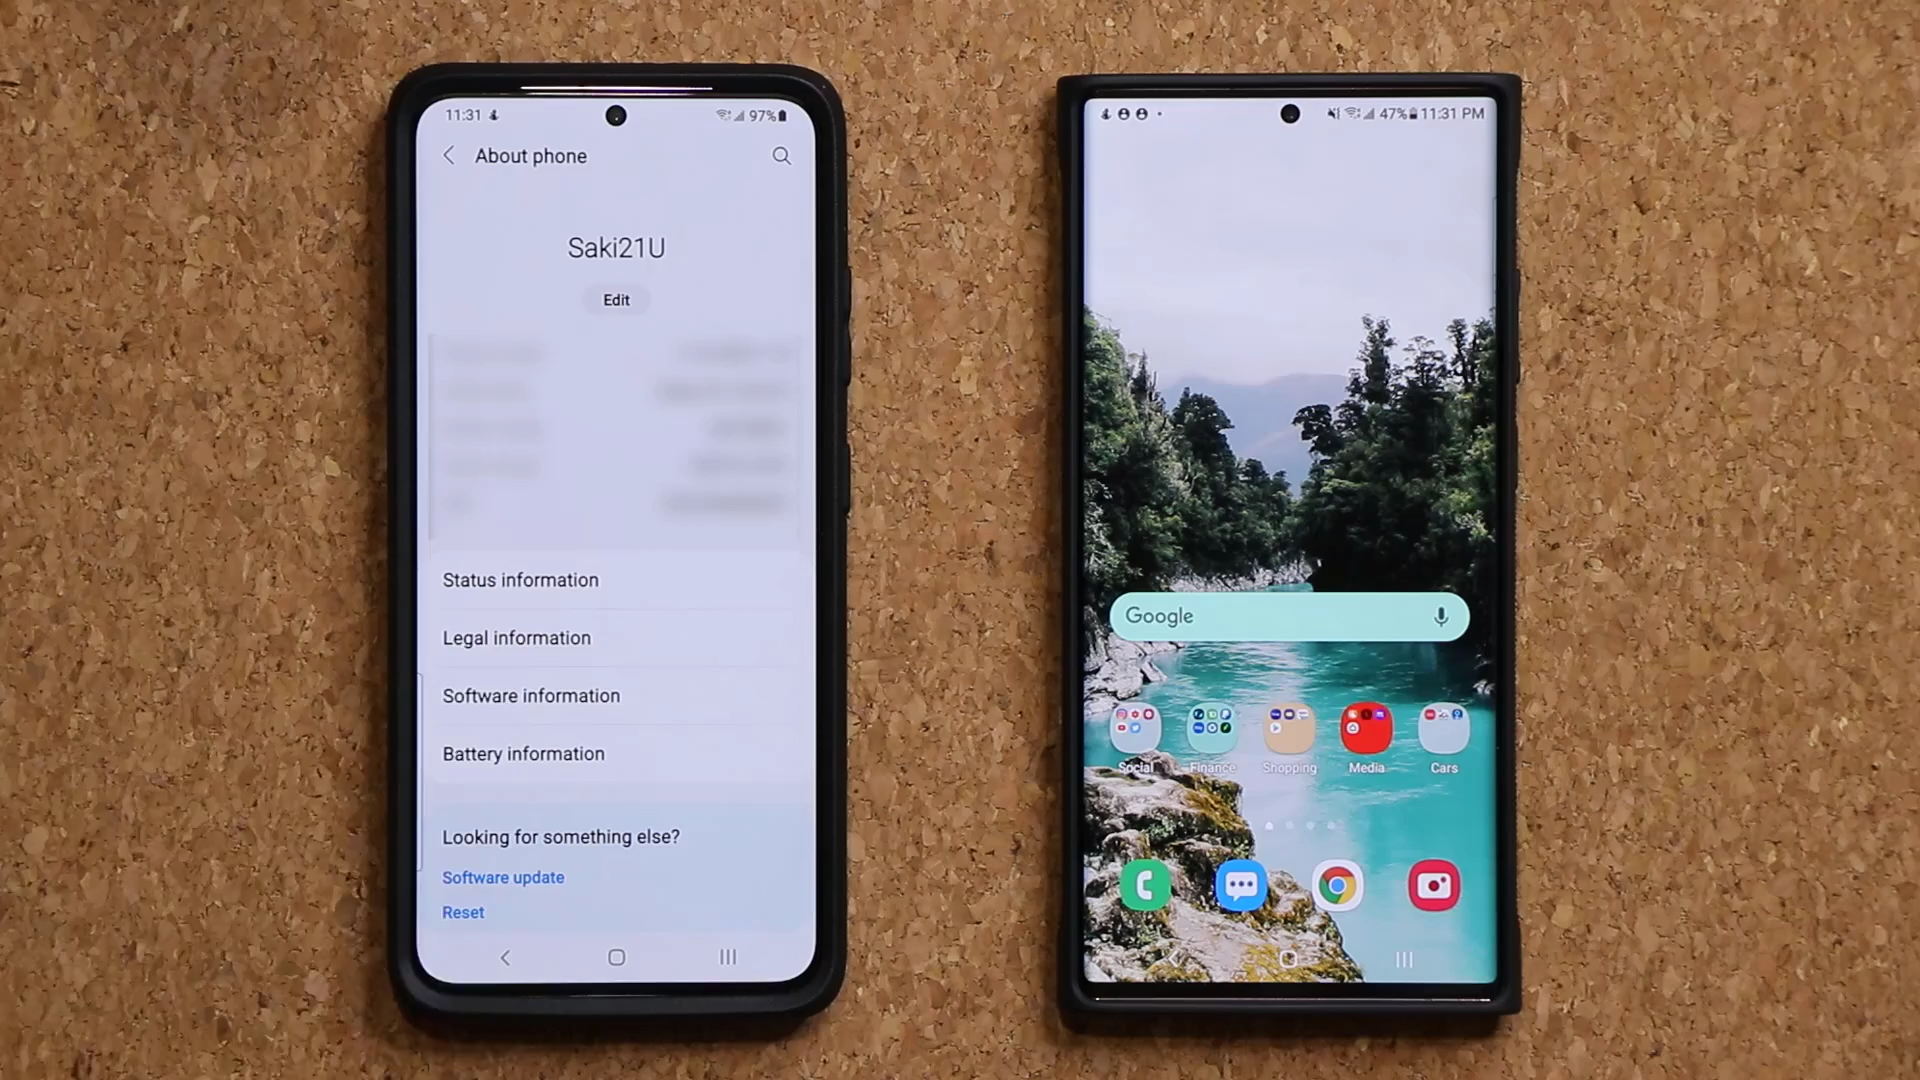 11:31
97%
About phone
Saki21U
Edit
Status information
Legal information
Software information
Battery information
Looking for something else?
Software update
Reset
47% 11:31 PM
Google
Social Finance Shopping Media Cars